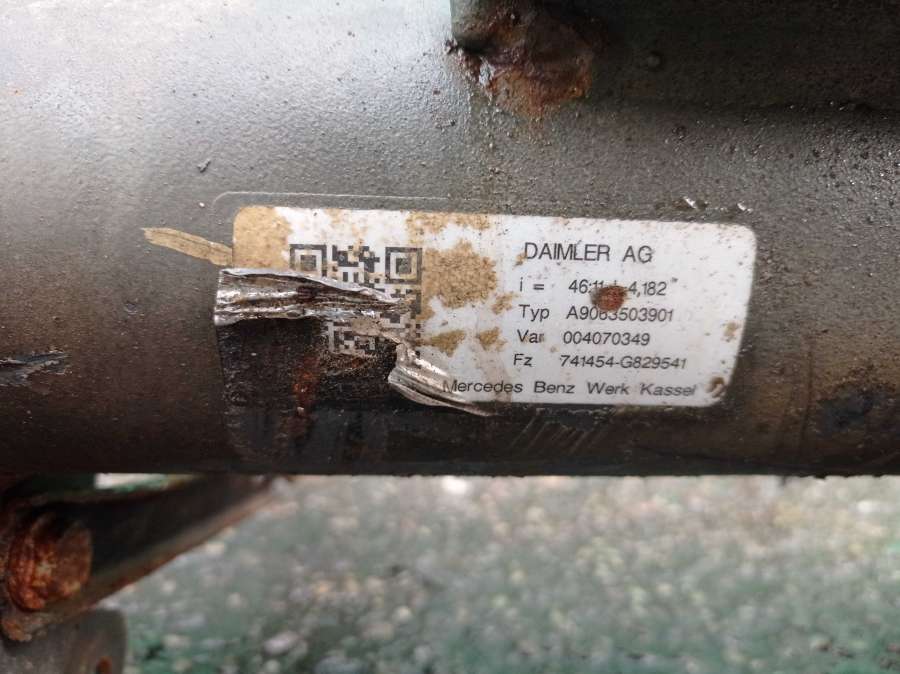 DAIMLER AG
i = 46:11 4,182
Typ A9063503901
Var 004070349
Fz 741454-G829541
Mercedes Benz Werk Kassel